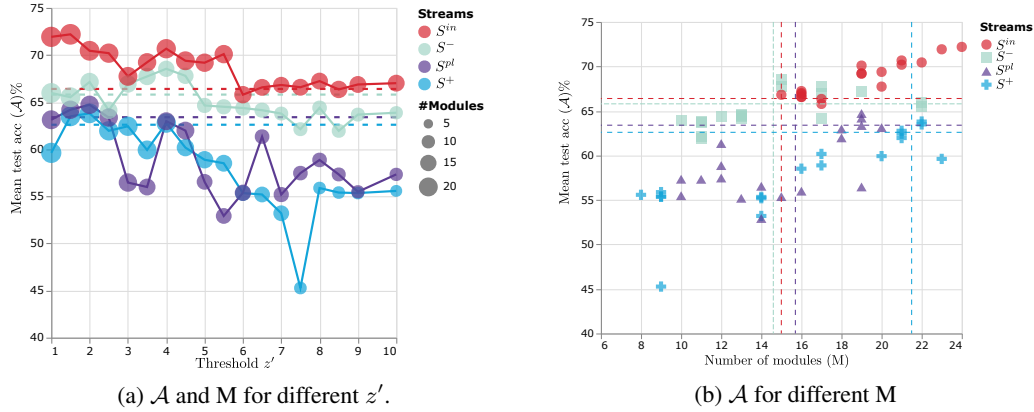 75
70
65
60
55
50
45
40
Mean test acc (𝒜)%
1 2 3 4 5 6 7 8 9 10
Threshold z′
Streams
S^in
S^−
S^pl
S^+
#Modules
5
10
15
20
(a) 𝒜 and M for different z′.
75
70
65
60
55
50
45
40
Mean test acc (𝒜)%
6 8 10 12 14 16 18 20 22 24
Number of modules (M)
Streams
S^in
S^−
S^pl
S^+
(b) 𝒜 for different M